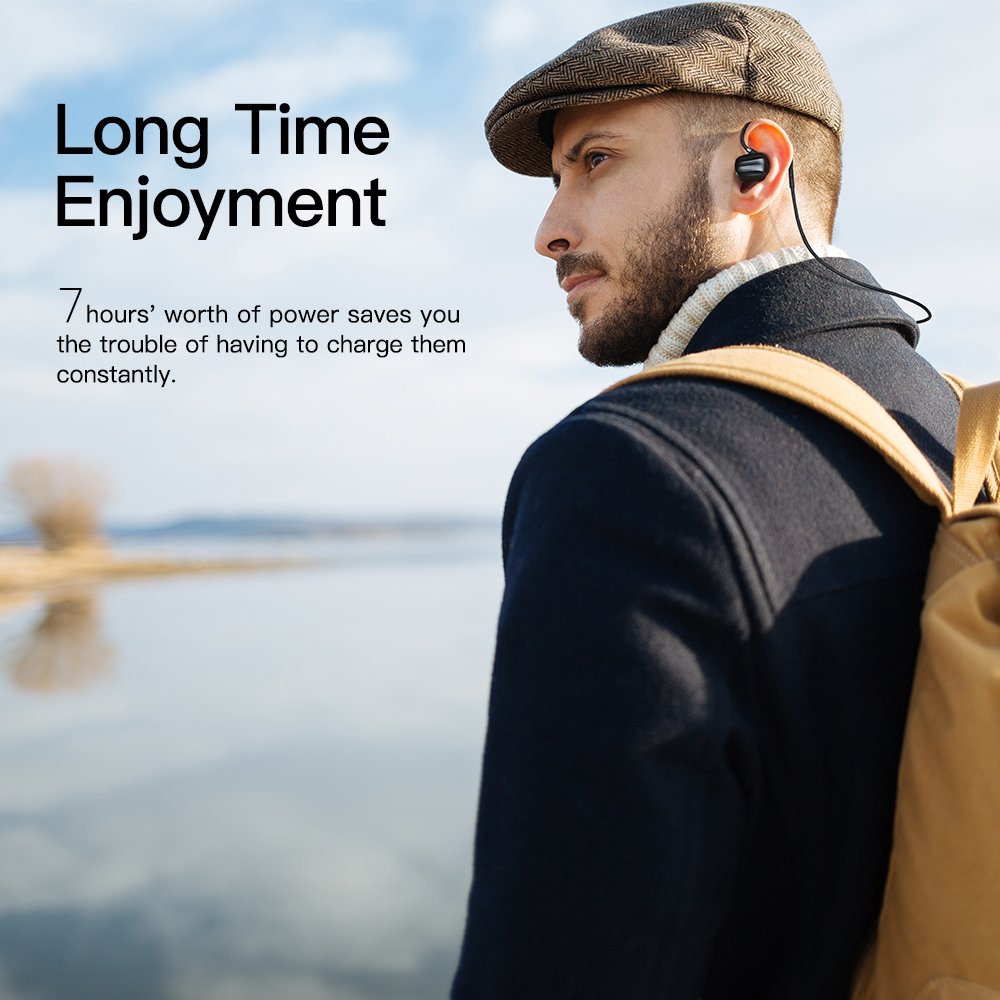 Long Time
Enjoyment
7 hours’ worth of power saves you
the trouble of having to charge them
constantly.